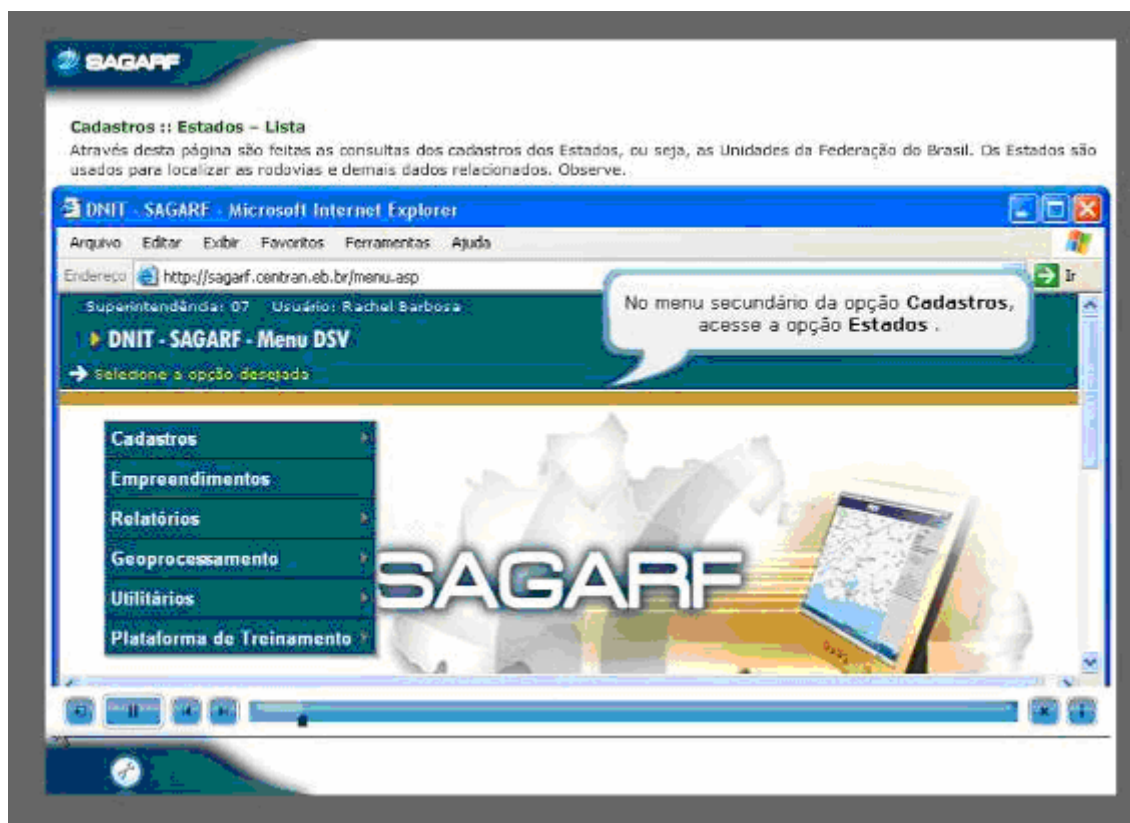 SAGARF
Cadastros :: Estados – Lista
Através desta página são feitas as consultas dos cadastros dos Estados, ou seja, as Unidades da Federação do Brasil. Os Estados são
usados para localizar as rodovias e demais dados relacionados. Observe.
DNIT - SAGARF - Microsoft Internet Explorer
Arquivo Editar Exibir Favoritos Ferramentas Ajuda
Endereço http://sagarf.centran.eb.br/menu.asp Ir
Superintendência: 07 Usuário: Rachel Barbosa
DNIT - SAGARF - Menu DSV
Selecione a opção desejada
No menu secundário da opção Cadastros,
acesse a opção Estados .
Cadastros
Empreendimentos
Relatórios
Geoprocessamento
Utilitários
Plataforma de Treinamento
SAGARF